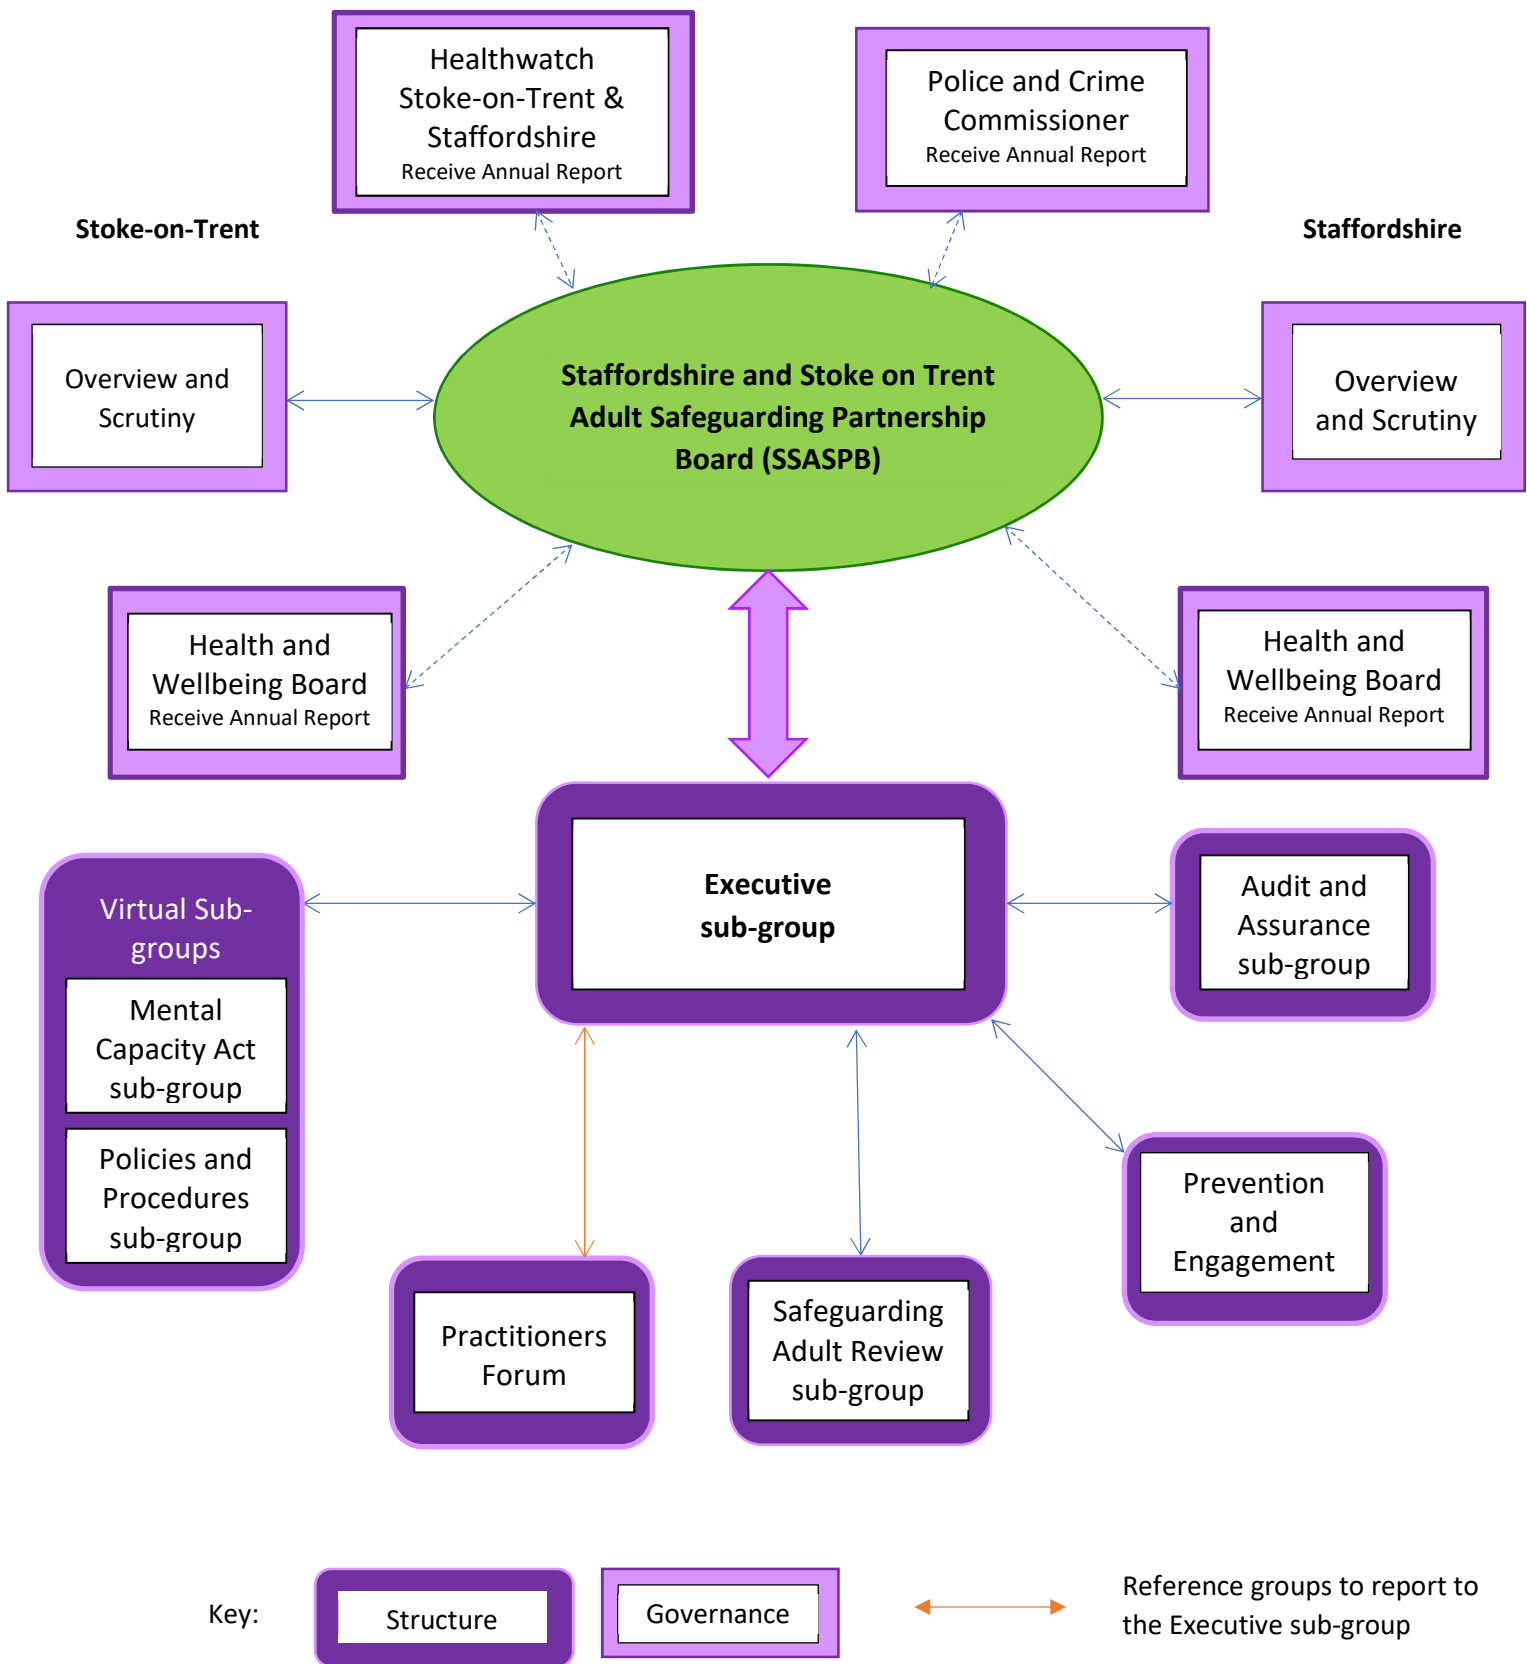 Healthwatch
Stoke-on-Trent &
Staffordshire
Receive Annual Report
Police and Crime
Commissioner
Receive Annual Report
Stoke-on-Trent
Staffordshire
Overview and
Scrutiny
Staffordshire and Stoke on Trent
Adult Safeguarding Partnership
Board (SSASPB)
Overview
and Scrutiny
Health and
Wellbeing Board
Receive Annual Report
Health and
Wellbeing Board
Receive Annual Report
Executive
sub-group
Virtual Sub-
groups
Mental
Capacity Act
sub-group
Policies and
Procedures
sub-group
Audit and
Assurance
sub-group
Prevention
and
Engagement
Practitioners
Forum
Safeguarding
Adult Review
sub-group
Key:
Structure
Governance
Reference groups to report to
the Executive sub-group